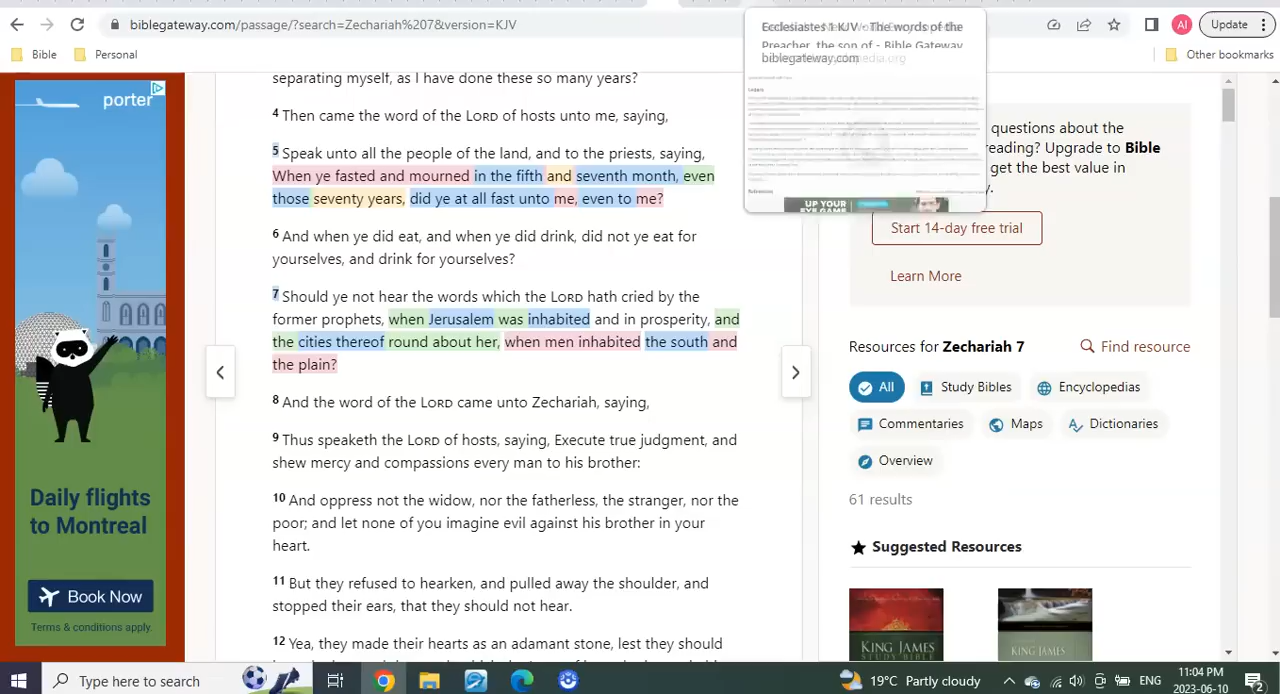 biblegateway.com/passage/?search=Zechariah%207&version=KJV
AI
Update
Bible
Personal
Other bookmarks
Ecclesiastes 1 KJV - The words of the
Preacher, the son of - Bible Gateway
biblegateway.com
porter
Daily flights
to Montreal
Book Now
Terms & conditions apply.
separating myself, as I have done these so many years?
4 Then came the word of the LORD of hosts unto me, saying,
5 Speak unto all the people of the land, and to the priests, saying,
When ye fasted and mourned in the fifth and seventh month, even
those seventy years, did ye at all fast unto me, even to me?
6 And when ye did eat, and when ye did drink, did not ye eat for
yourselves, and drink for yourselves?
7 Should ye not hear the words which the LORD hath cried by the
former prophets, when Jerusalem was inhabited and in prosperity, and
the cities thereof round about her, when men inhabited the south and
the plain?
8 And the word of the LORD came unto Zechariah, saying,
9 Thus speaketh the LORD of hosts, saying, Execute true judgment, and
shew mercy and compassions every man to his brother:
10 And oppress not the widow, nor the fatherless, the stranger, nor the
poor; and let none of you imagine evil against his brother in your
heart.
11 But they refused to hearken, and pulled away the shoulder, and
stopped their ears, that they should not hear.
12 Yea, they made their hearts as an adamant stone, lest they should
UP YOUR
EYE GAME
questions about the
reading? Upgrade to Bible
get the best value in
Start 14-day free trial
Learn More
Resources for Zechariah 7
Find resource
All
Study Bibles
Encyclopedias
Commentaries
Maps
Dictionaries
Overview
61 results
Suggested Resources
KING JAMES
STUDY BIBLE
KING JAMES
Type here to search
19°C Partly cloudy
ENG
11:04 PM
2023-06-10
2